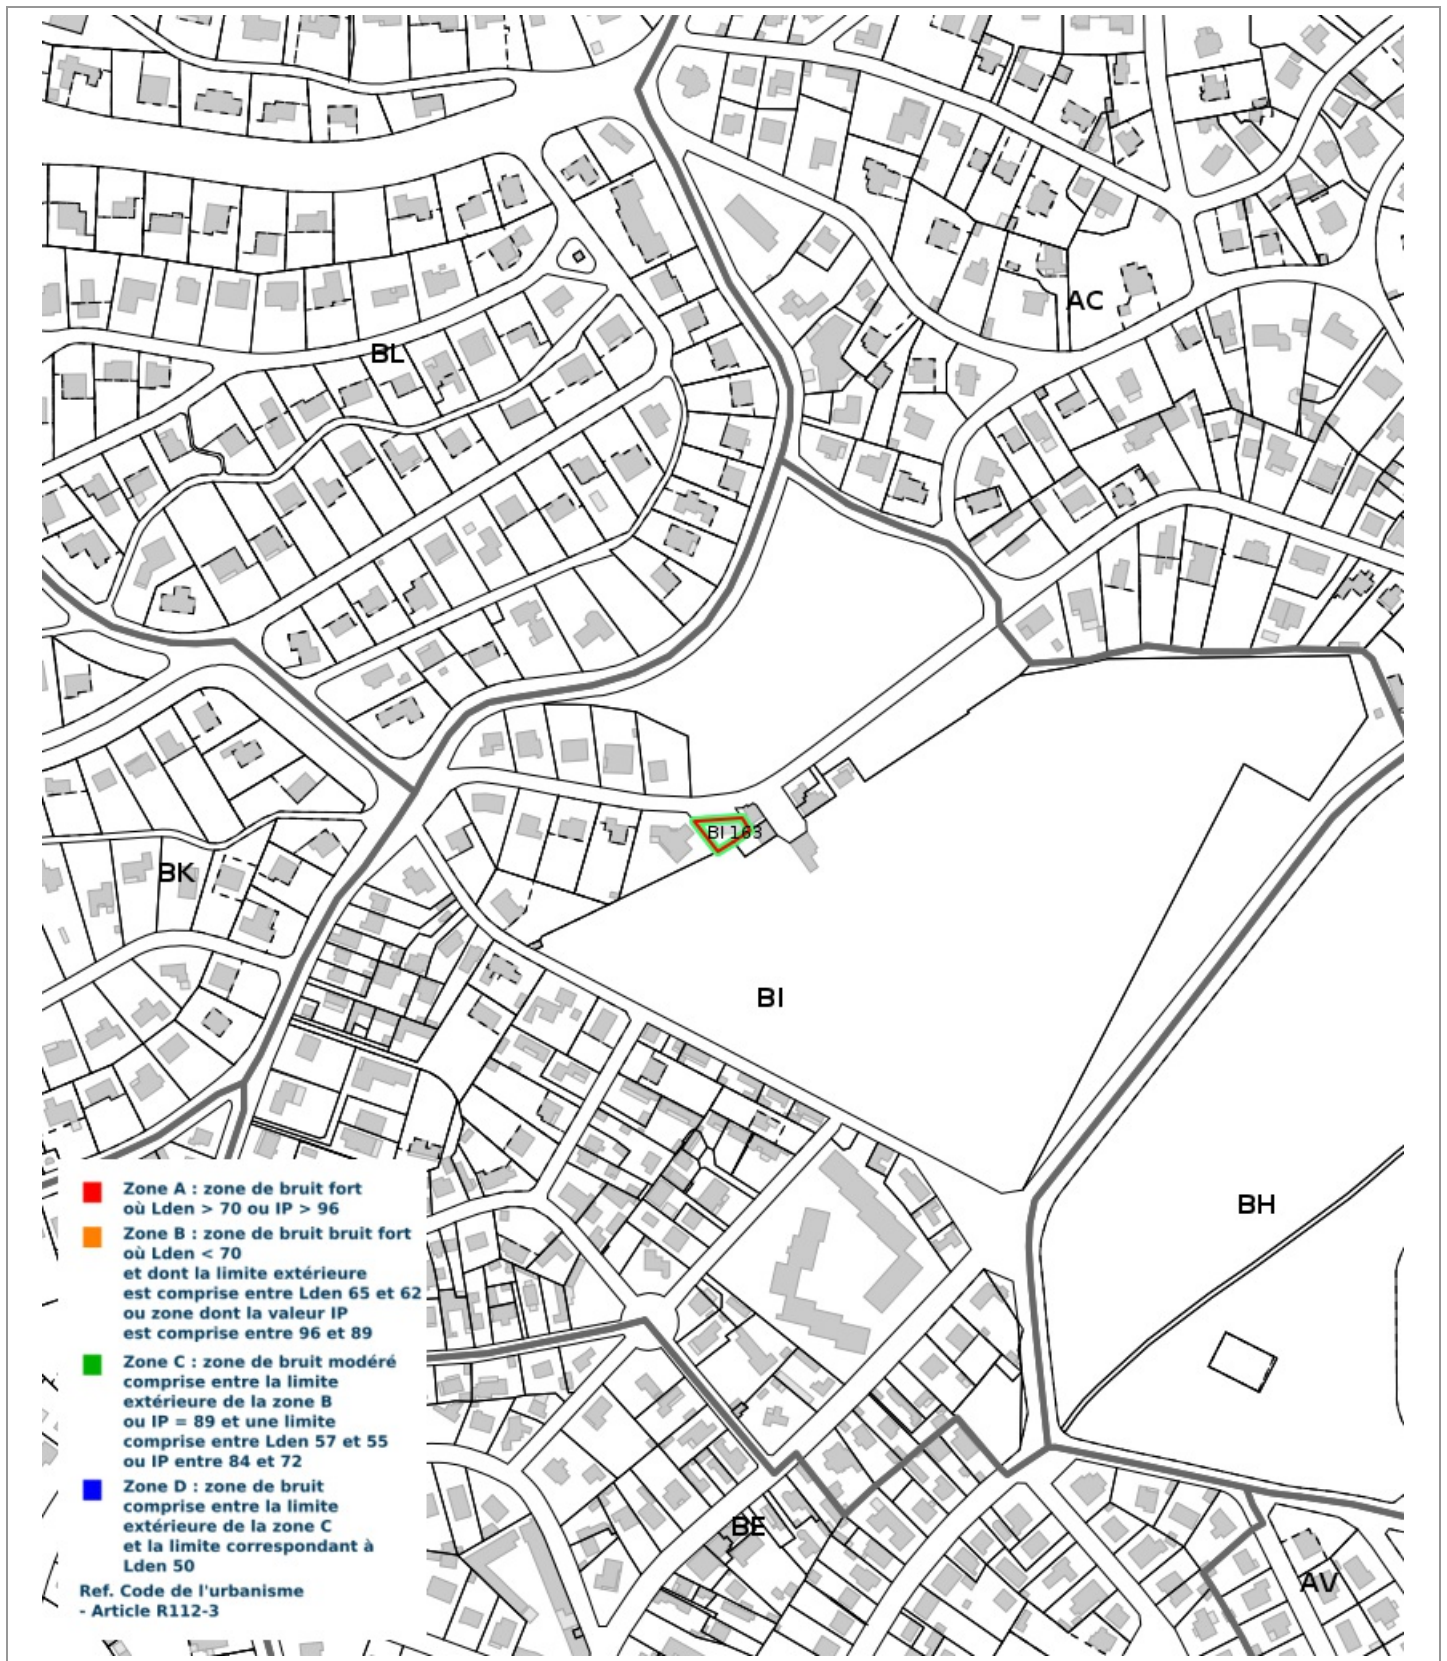 AC
BL
BI 163
BK
BI
Zone A : zone de bruit fort
où Lden > 70 ou IP > 96
Zone B : zone de bruit bruit fort
où Lden < 70
et dont la limite extérieure
est comprise entre Lden 65 et 62
ou zone dont la valeur IP
est comprise entre 96 et 89
Zone C : zone de bruit modéré
comprise entre la limite
extérieure de la zone B
ou IP = 89 et une limite
comprise entre Lden 57 et 55
ou IP entre 84 et 72
Zone D : zone de bruit
comprise entre la limite
extérieure de la zone C
et la limite correspondant à
Lden 50
Ref. Code de l'urbanisme
- Article R112-3
BH
BE
AV